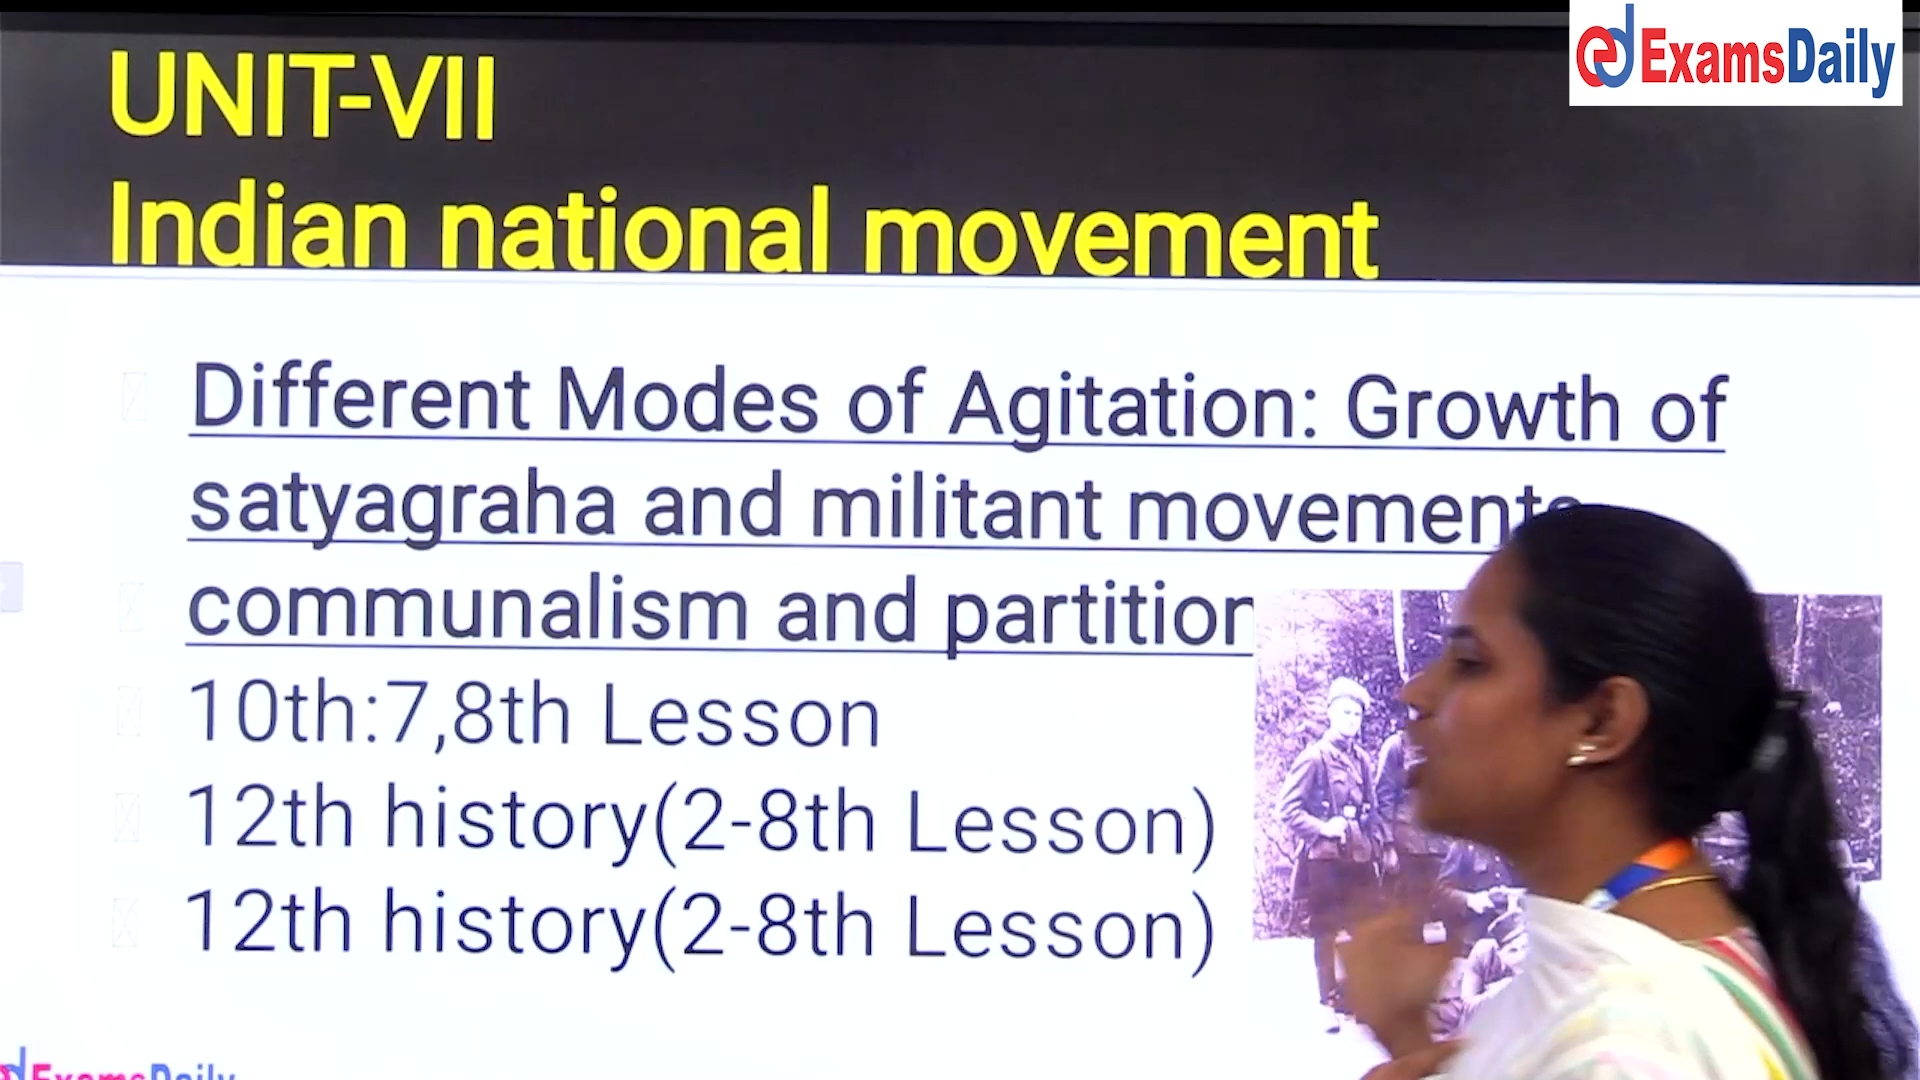 ExamsDaily
UNIT-VII
Indian national movement
Different Modes of Agitation: Growth of
satyagraha and militant movements
communalism and partition
10th:7,8th Lesson
12th history(2-8th Lesson)
12th history(2-8th Lesson)
ExamsDaily